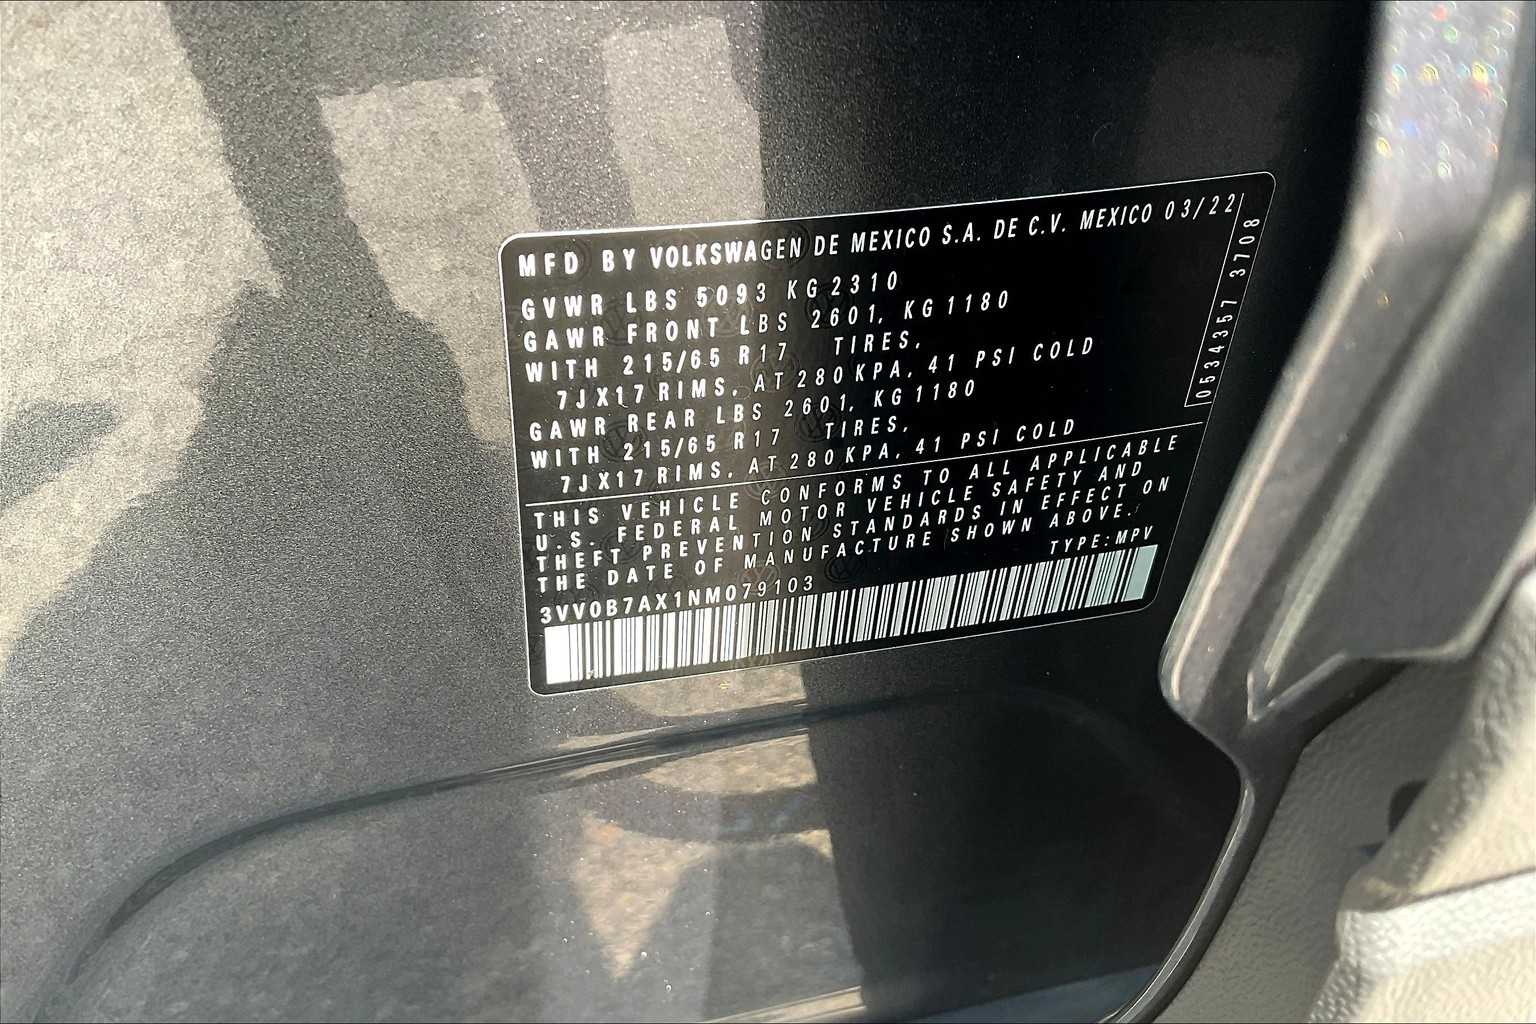 MFD BY VOLKSWAGEN DE MEXICO S.A. DE C.V. MEXICO 03/22
GVWR LBS 5093 KG 2310
GAWR FRONT LBS 2601, KG 1180
WITH 215/65 R17 TIRES,
7JX17 RIMS, AT 280 KPA, 41 PSI COLD
GAWR REAR LBS 2601, KG 1180
WITH 215/65 R17 TIRES,
7JX17 RIMS, AT 280 KPA, 41 PSI COLD
0534357 3708
THIS VEHICLE CONFORMS TO ALL APPLICABLE
U.S. FEDERAL MOTOR VEHICLE SAFETY AND
THEFT PREVENTION STANDARDS IN EFFECT ON
THE DATE OF MANUFACTURE SHOWN ABOVE.
TYPE: MPV
3VV0B7AX1NM079103